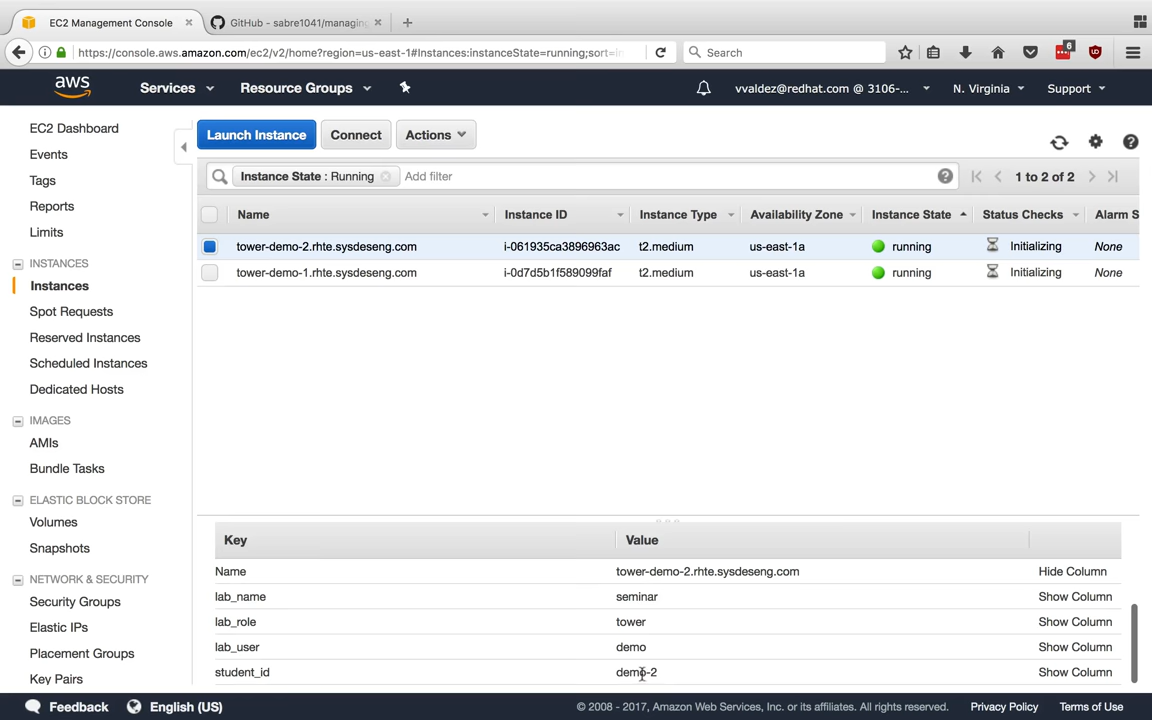 EC2 Management Console
GitHub - sabre1041/managing
https://console.aws.amazon.com/ec2/v2/home?region=us-east-1#Instances:instanceState=running;sort=in
Search
6
aws
Services
Resource Groups
vvaldez@redhat.com @ 3106-...
N. Virginia
Support
EC2 Dashboard
Events
Tags
Reports
Limits
INSTANCES
Instances
Spot Requests
Reserved Instances
Scheduled Instances
Dedicated Hosts
IMAGES
AMIs
Bundle Tasks
ELASTIC BLOCK STORE
Volumes
Snapshots
NETWORK & SECURITY
Security Groups
Elastic IPs
Placement Groups
Key Pairs
Launch Instance Connect Actions
Instance State : Running Add filter 1 to 2 of 2
Name Instance ID Instance Type Availability Zone Instance State Status Checks Alarm S
tower-demo-2.rhte.sysdeseng.com i-061935ca3896963ac t2.medium us-east-1a running Initializing None
tower-demo-1.rhte.sysdeseng.com i-0d7d5b1f589099faf t2.medium us-east-1a running Initializing None
Key Value
Name tower-demo-2.rhte.sysdeseng.com Hide Column
lab_name seminar Show Column
lab_role tower Show Column
lab_user demo Show Column
student_id demo-2 Show Column
Feedback English (US) © 2008 - 2017, Amazon Web Services, Inc. or its affiliates. All rights reserved. Privacy Policy Terms of Use